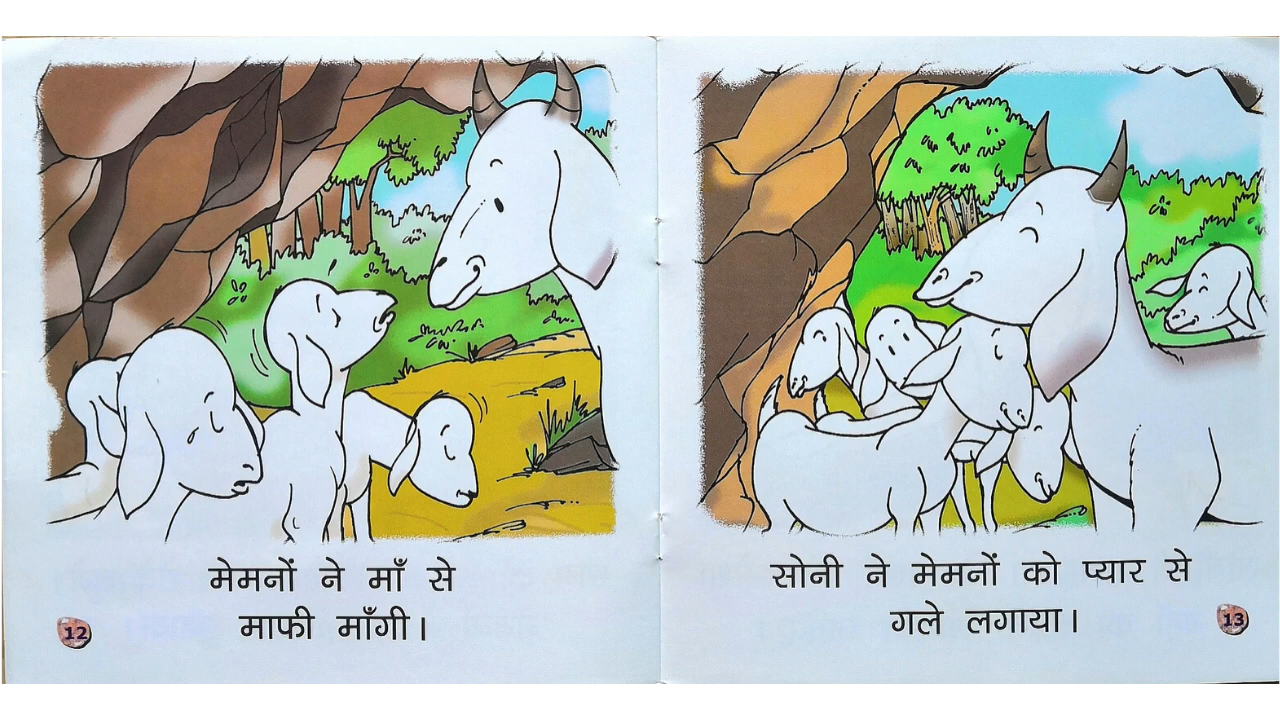 मेमनों ने माँ से
माफी माँगी।
12
सोनी ने मेमनों को प्यार से
गले लगाया।
13